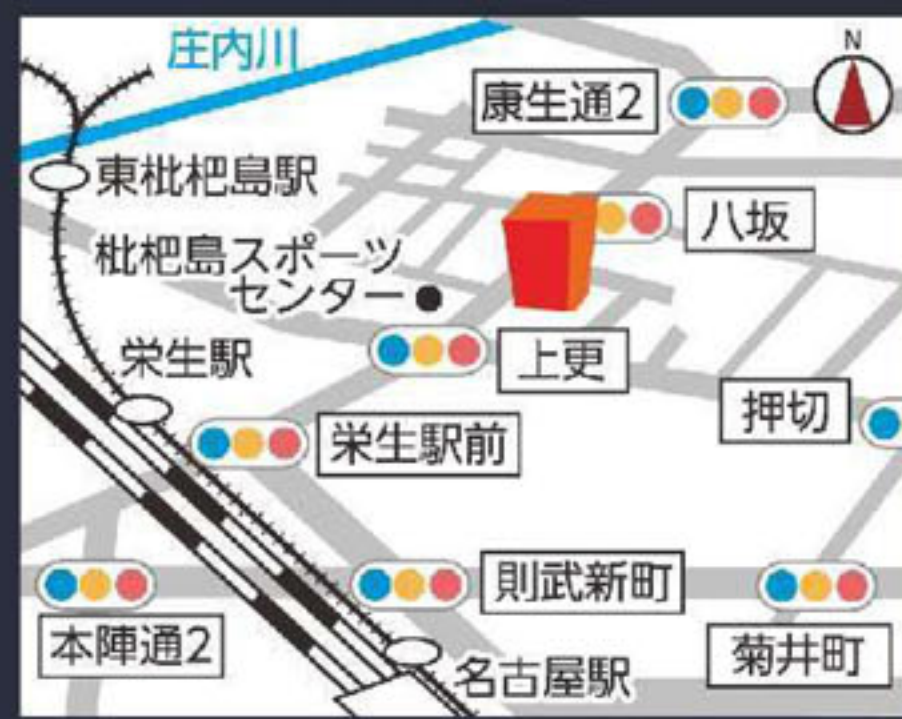 庄内川
N
康生通2
東枇杷島駅
八坂
枇杷島スポーツ
センター
栄生駅
上更
押切
栄生駅前
則武新町
本陣通2
菊井町
名古屋駅